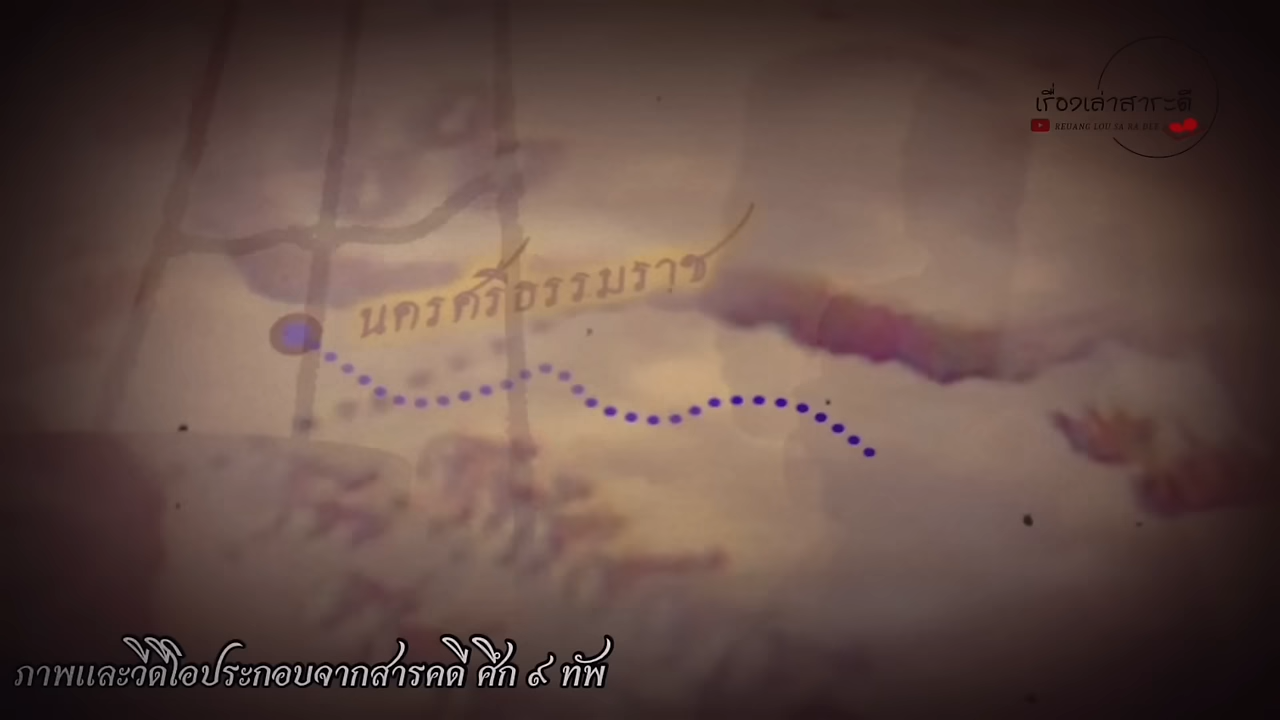 เรื่องเล่าสาระดี
REUANG LOU SA RA DEE
นครศรีธรรมราช
ภาพและวีดีโอประกอบจากสารคดี ศึก ๙ ทัพ